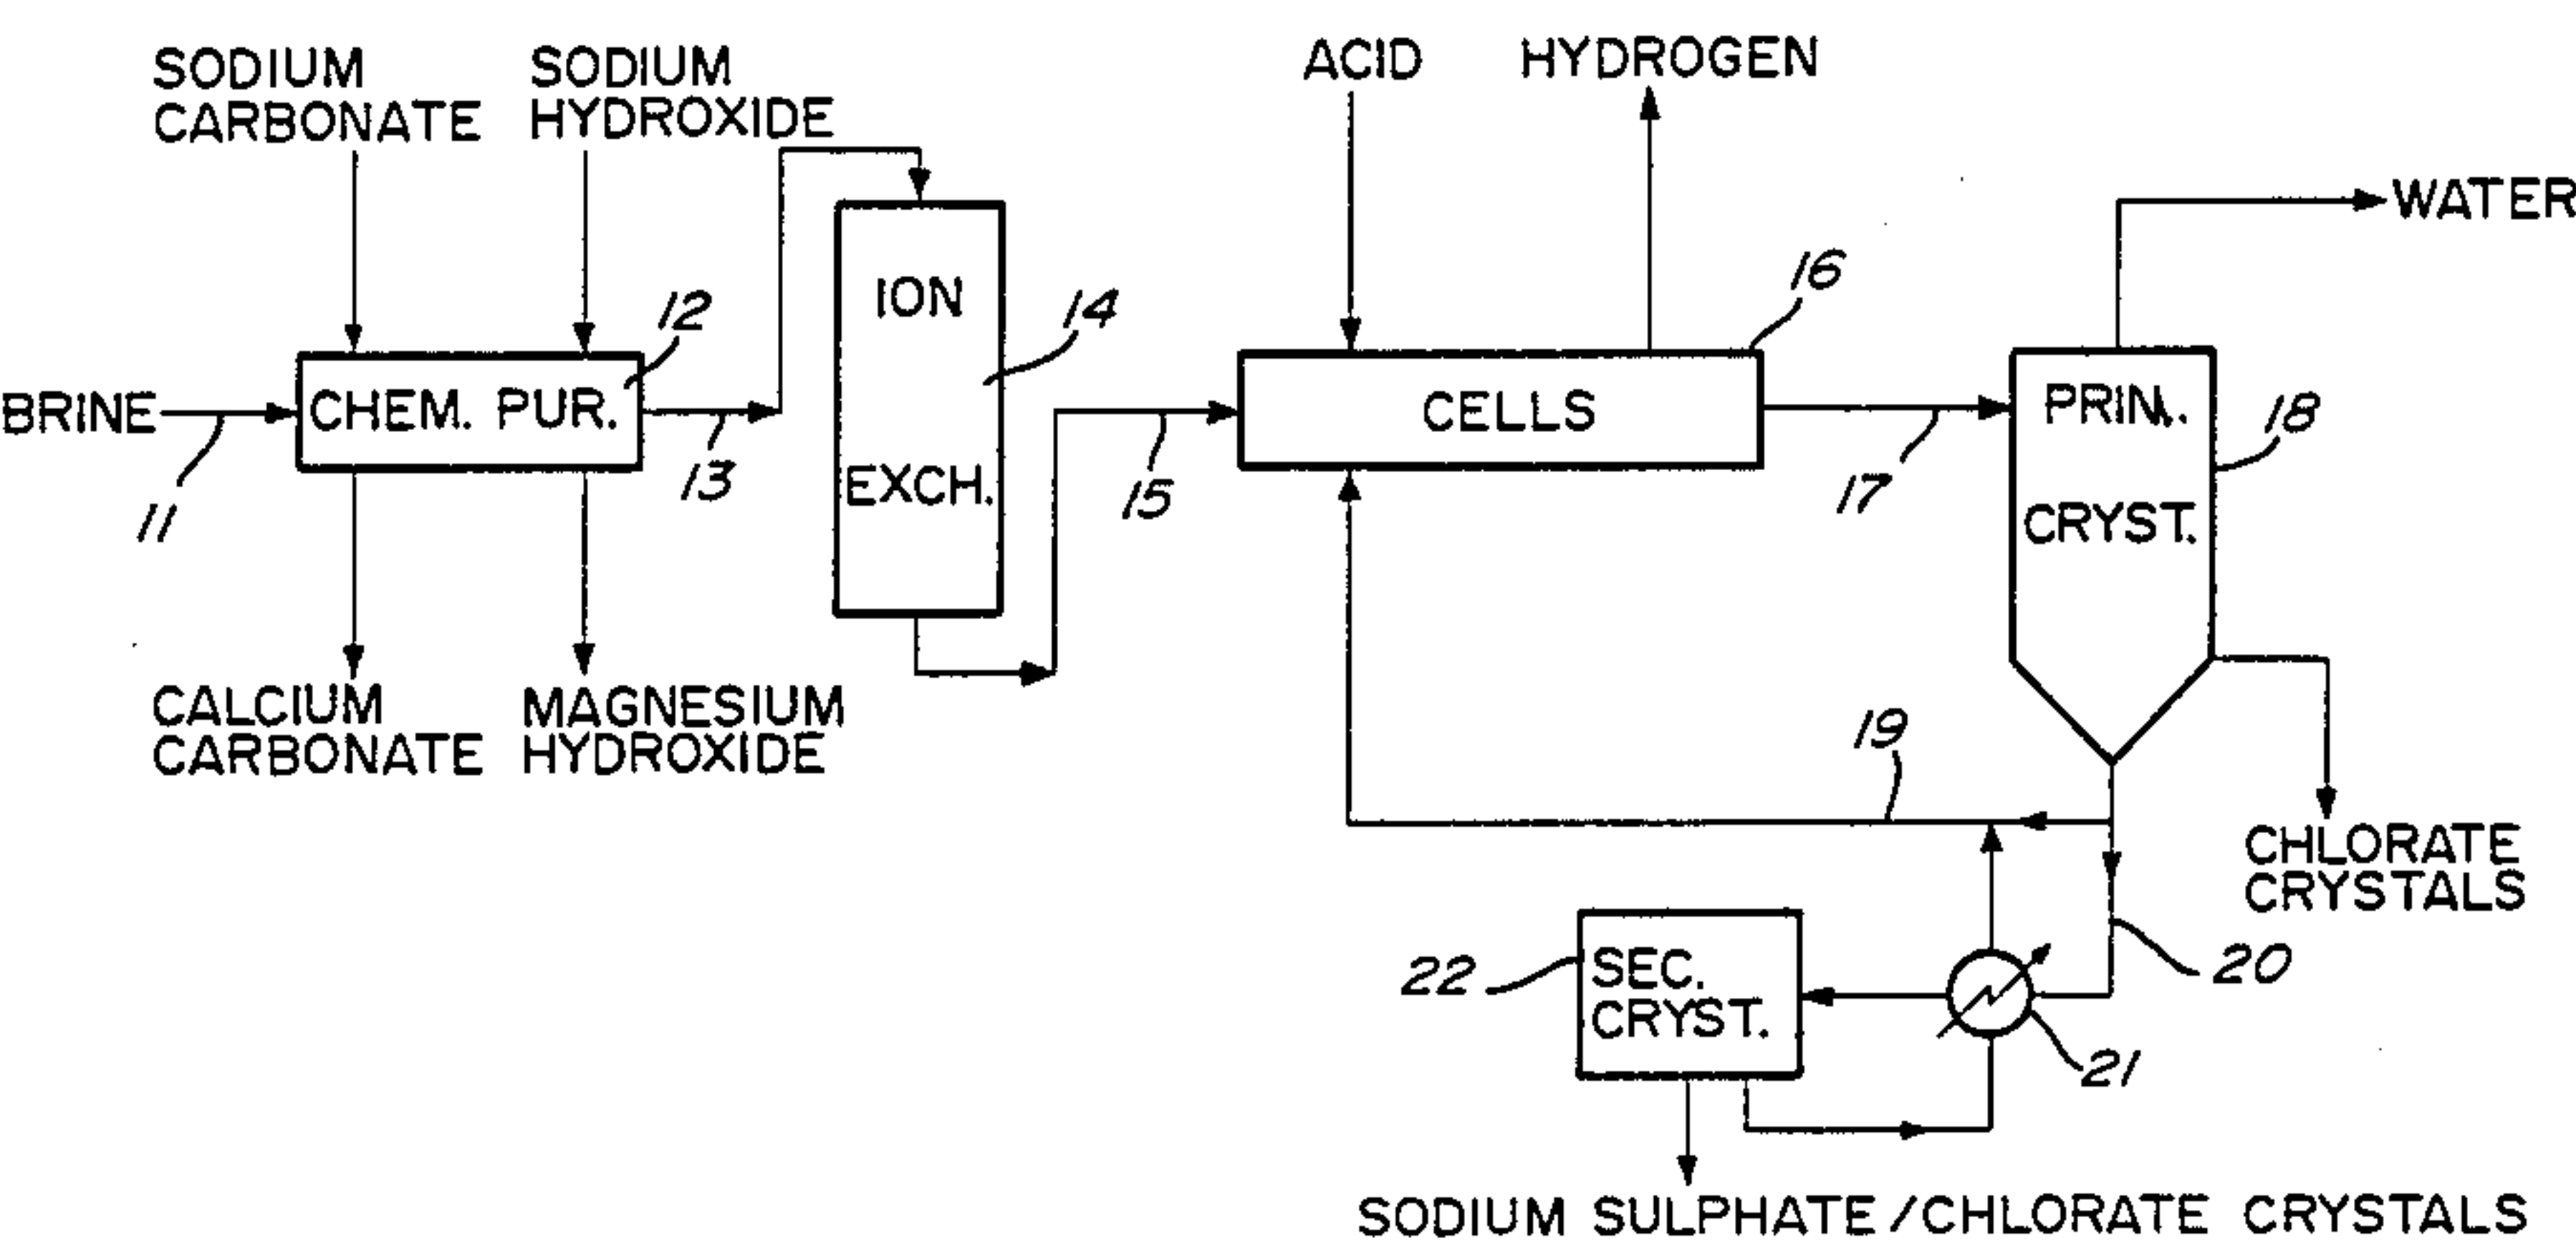 SODIUM
CARBONATE
SODIUM
HYDROXIDE
ACID
HYDROGEN
WATER
BRINE
11
CHEM. PUR.
12
13
ION
EXCH.
14
15
CELLS
16
17
PRIM.
CRYST.
18
CALCIUM
CARBONATE
MAGNESIUM
HYDROXIDE
19
CHLORATE
CRYSTALS
20
21
22
SEC.
CRYST.
SODIUM SULPHATE/CHLORATE CRYSTALS